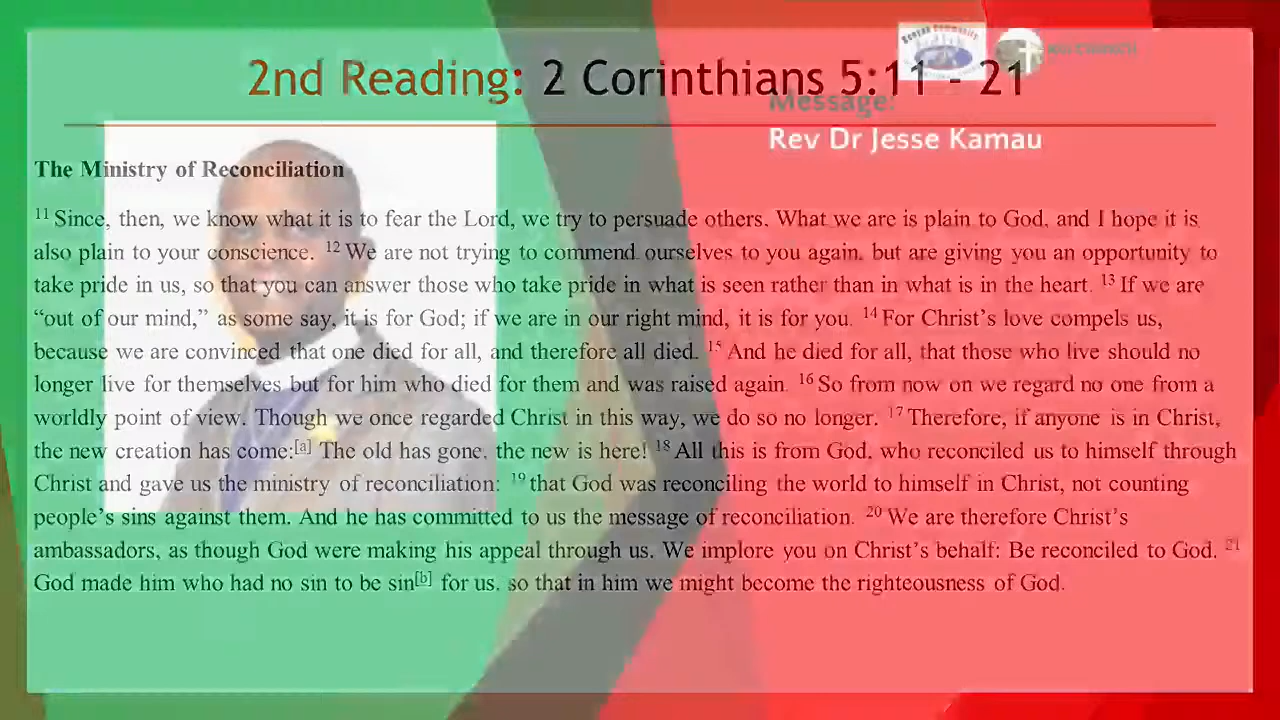 Kenyan Community
KCI CHURCH
2nd Reading: 2 Corinthians 5:11 - 21
Message:
Rev Dr Jesse Kamau
The Ministry of Reconciliation
11 Since, then, we know what it is to fear the Lord, we try to persuade others. What we are is plain to God, and I hope it is
also plain to your conscience. 12 We are not trying to commend ourselves to you again, but are giving you an opportunity to
take pride in us, so that you can answer those who take pride in what is seen rather than in what is in the heart. 13 If we are
“out of our mind,” as some say, it is for God; if we are in our right mind, it is for you. 14 For Christ’s love compels us,
because we are convinced that one died for all, and therefore all died. 15 And he died for all, that those who live should no
longer live for themselves but for him who died for them and was raised again. 16 So from now on we regard no one from a
worldly point of view. Though we once regarded Christ in this way, we do so no longer. 17 Therefore, if anyone is in Christ,
the new creation has come:[a] The old has gone, the new is here! 18 All this is from God, who reconciled us to himself through
Christ and gave us the ministry of reconciliation: 19 that God was reconciling the world to himself in Christ, not counting
people’s sins against them. And he has committed to us the message of reconciliation. 20 We are therefore Christ’s
ambassadors, as though God were making his appeal through us. We implore you on Christ’s behalf: Be reconciled to God. 21
God made him who had no sin to be sin[b] for us, so that in him we might become the righteousness of God.